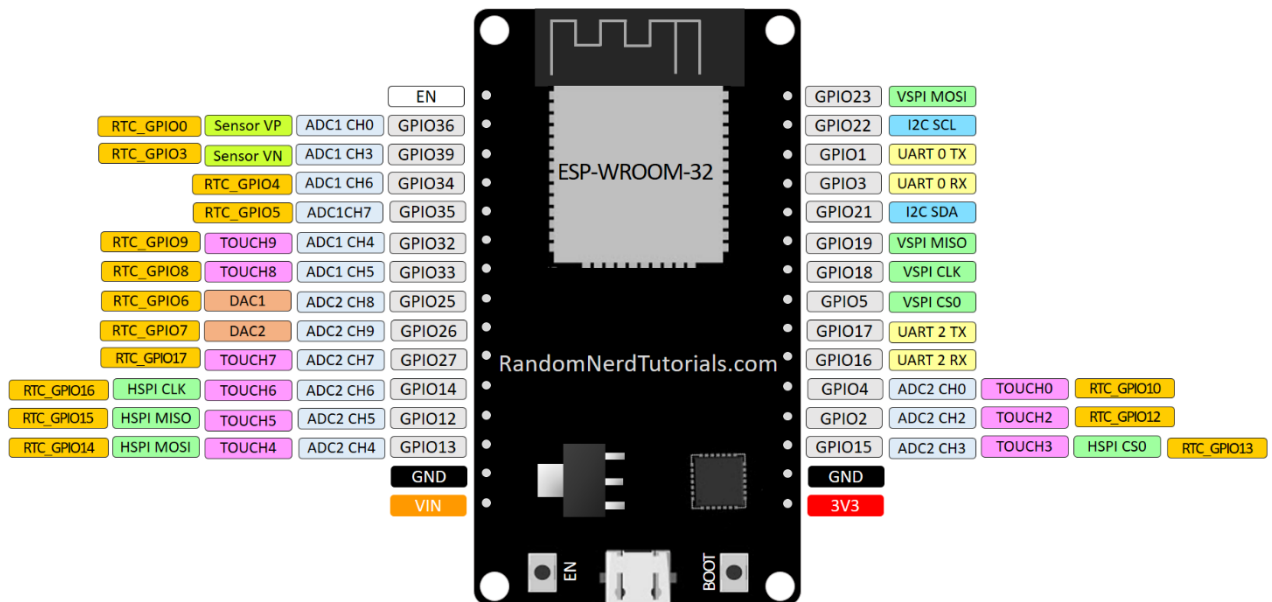 EN GPIO23 VSPI MOSI
RTC_GPIO0 Sensor VP ADC1 CH0 GPIO36 GPIO22 I2C SCL
RTC_GPIO3 Sensor VN ADC1 CH3 GPIO39 GPIO1 UART 0 TX
RTC_GPIO4 ADC1 CH6 GPIO34 ESP-WROOM-32 GPIO3 UART 0 RX
RTC_GPIO5 ADC1CH7 GPIO35 GPIO21 I2C SDA
RTC_GPIO9 TOUCH9 ADC1 CH4 GPIO32 GPIO19 VSPI MISO
RTC_GPIO8 TOUCH8 ADC1 CH5 GPIO33 GPIO18 VSPI CLK
RTC_GPIO6 DAC1 ADC2 CH8 GPIO25 GPIO5 VSPI CS0
RTC_GPIO7 DAC2 ADC2 CH9 GPIO26 GPIO17 UART 2 TX
RTC_GPIO17 TOUCH7 ADC2 CH7 GPIO27 RandomNerdTutorials.com GPIO16 UART 2 RX
RTC_GPIO16 HSPI CLK TOUCH6 ADC2 CH6 GPIO14 GPIO4 ADC2 CH0 TOUCH0 RTC_GPIO10
RTC_GPIO15 HSPI MISO TOUCH5 ADC2 CH5 GPIO12 GPIO2 ADC2 CH2 TOUCH2 RTC_GPIO12
RTC_GPIO14 HSPI MOSI TOUCH4 ADC2 CH4 GPIO13 GPIO15 ADC2 CH3 TOUCH3 HSPI CS0 RTC_GPIO13
GND GND
VIN 3V3
EN BOOT